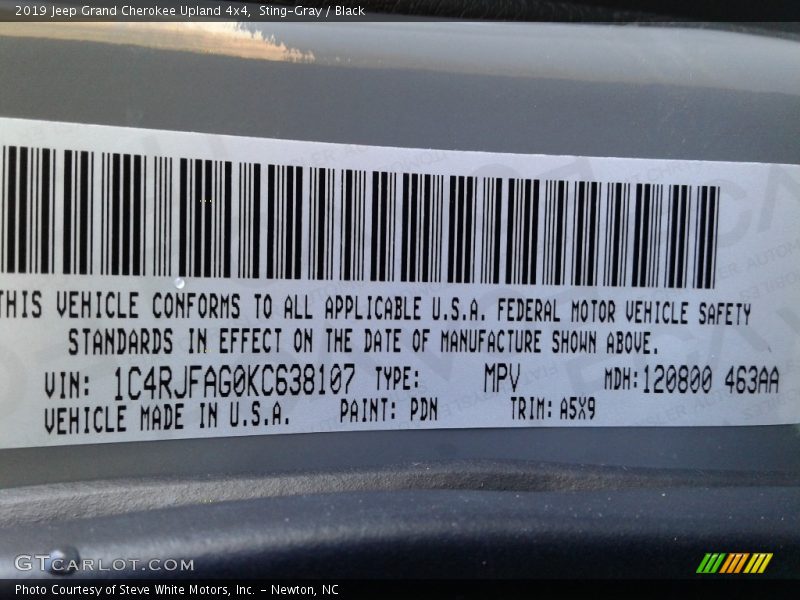 2019 Jeep Grand Cherokee Upland 4x4, Sting-Gray / Black
THIS VEHICLE CONFORMS TO ALL APPLICABLE U.S.A. FEDERAL MOTOR VEHICLE SAFETY
STANDARDS IN EFFECT ON THE DATE OF MANUFACTURE SHOWN ABOVE.
VIN: 1C4RJFAG0KC638107 TYPE: MPV MDH:120800 463AA
VEHICLE MADE IN U.S.A. PAINT: PDN TRIM: A5X9
GTCARLOT.COM
Photo Courtesy of Steve White Motors, Inc. - Newton, NC